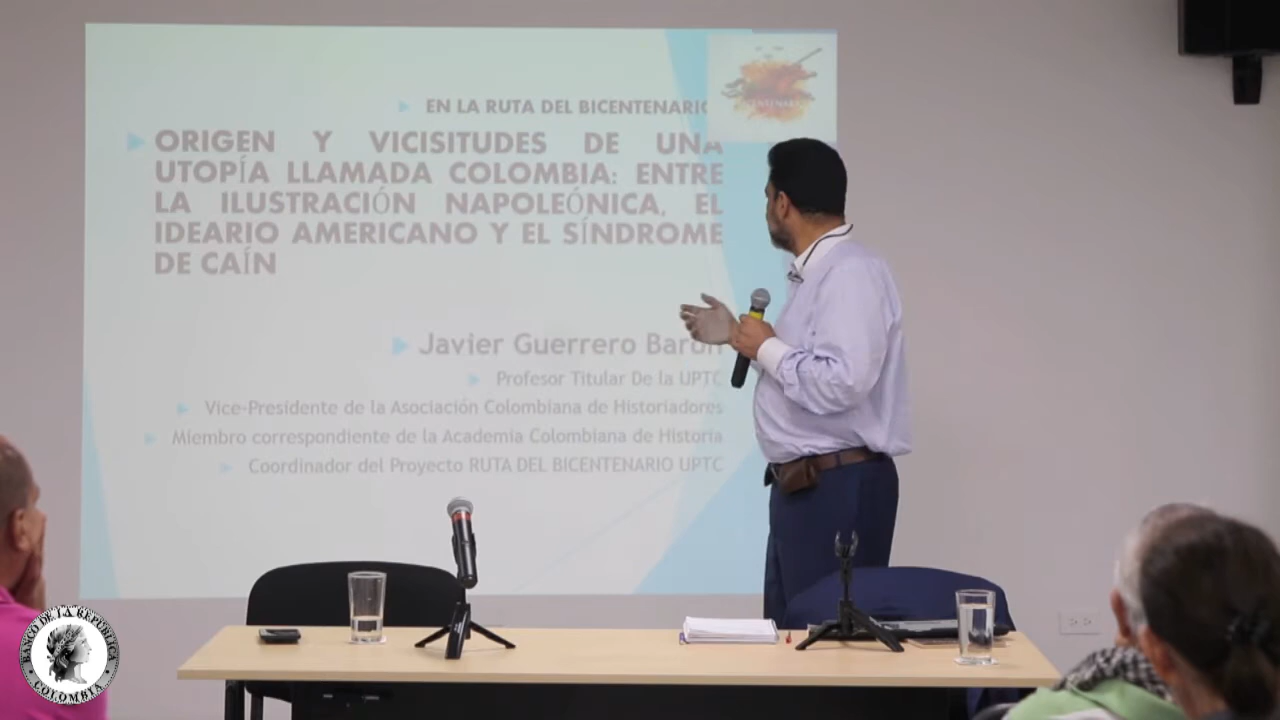 EN LA RUTA DEL BICENTENARIO
ORIGEN Y VICISITUDES DE UNA
UTOPÍA LLAMADA COLOMBIA: ENTRE
LA ILUSTRACIÓN NAPOLEÓNICA, EL
IDEARIO AMERICANO Y EL SÍNDROME
DE CAÍN
Javier Guerrero Barón
Profesor Titular De la UPTC
Vice-Presidente de la Asociación Colombiana de Historiadores
Miembro correspondiente de la Academia Colombiana de Historia
Coordinador del Proyecto RUTA DEL BICENTENARIO UPTC
BANCO DE LA REPÚBLICA
COLOMBIA